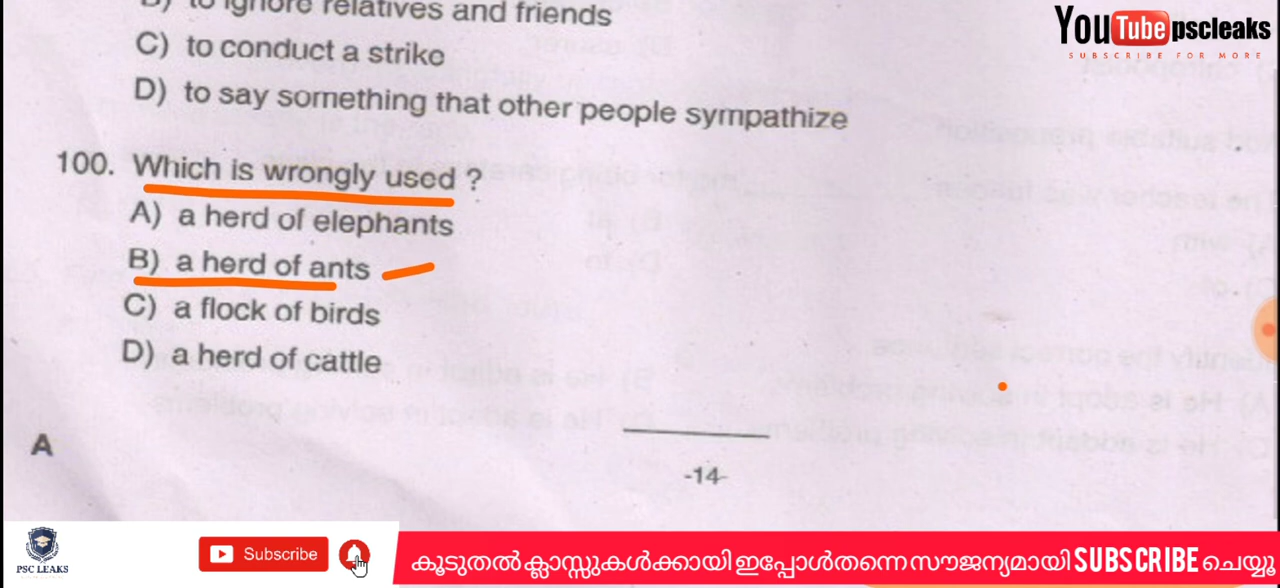 to ignore relatives and friends
C) to conduct a strike
D) to say something that other people sympathize
100. Which is wrongly used ?
A) a herd of elephants
B) a herd of ants
C) a flock of birds
D) a herd of cattle
A
-14-
YouTube pscleaks
SUBSCRIBE FOR MORE
PSC LEAKS
Subscribe
കൂടുതൽ ക്ലാസ്സുകൾക്കായി ഇപ്പോൾതന്നെ സൗജന്യമായി SUBSCRIBE ചെയ്യൂ